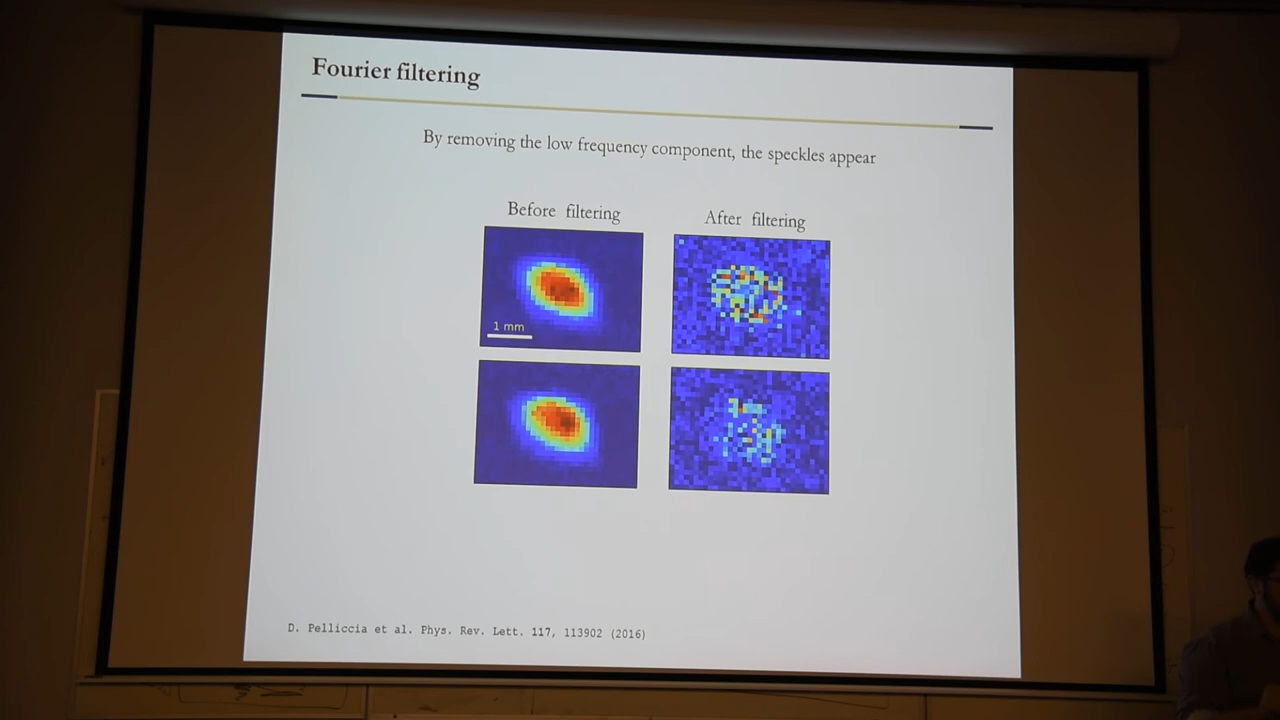 Fourier filtering
By removing the low frequency component, the speckles appear
Before filtering
After filtering
1 mm
D. Pelliccia et al. Phys. Rev. Lett. 117, 113902 (2016)